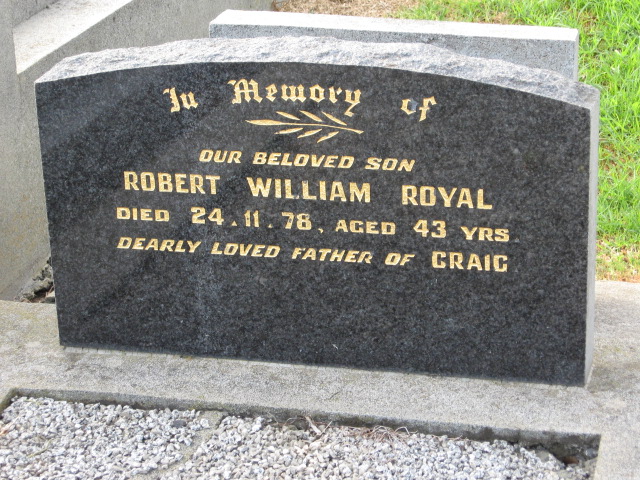 In Memory of
OUR BELOVED SON
ROBERT WILLIAM ROYAL
DIED 24.11.78, AGED 43 YRS
DEARLY LOVED FATHER OF CRAIG